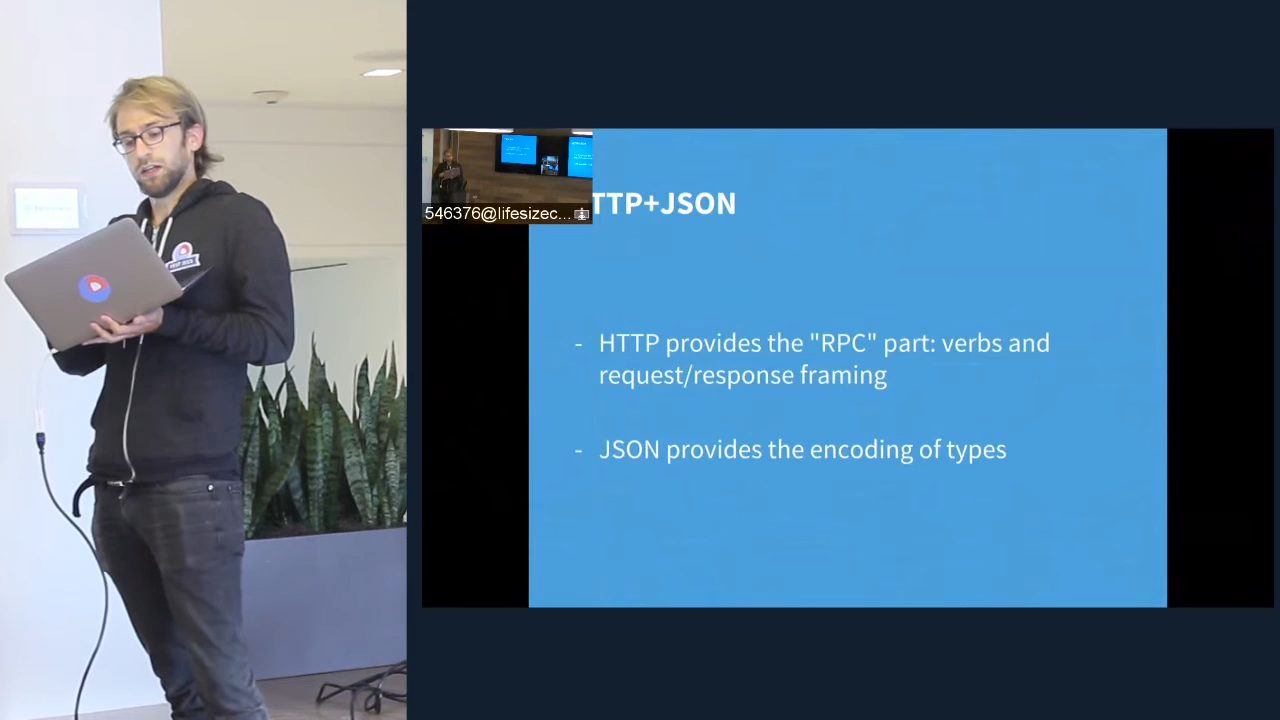 546376@lifesizec...
TTP+JSON
- HTTP provides the "RPC" part: verbs and
request/response framing
- JSON provides the encoding of types